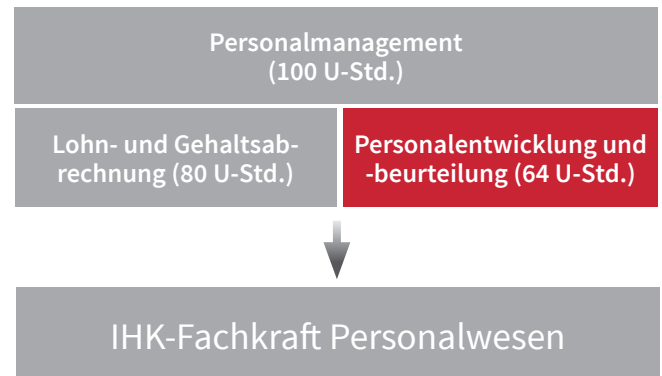 Personalmanagement
(100 U-Std.)
Lohn- und Gehaltsab-
rechnung (80 U-Std.)
Personalentwicklung und
-beurteilung (64 U-Std.)
IHK-Fachkraft Personalwesen